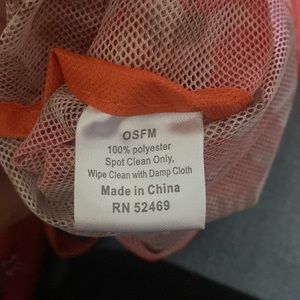 OSFM
100% polyester
Spot Clean Only,
Wipe Clean with Damp Cloth
Made in China
RN 52469